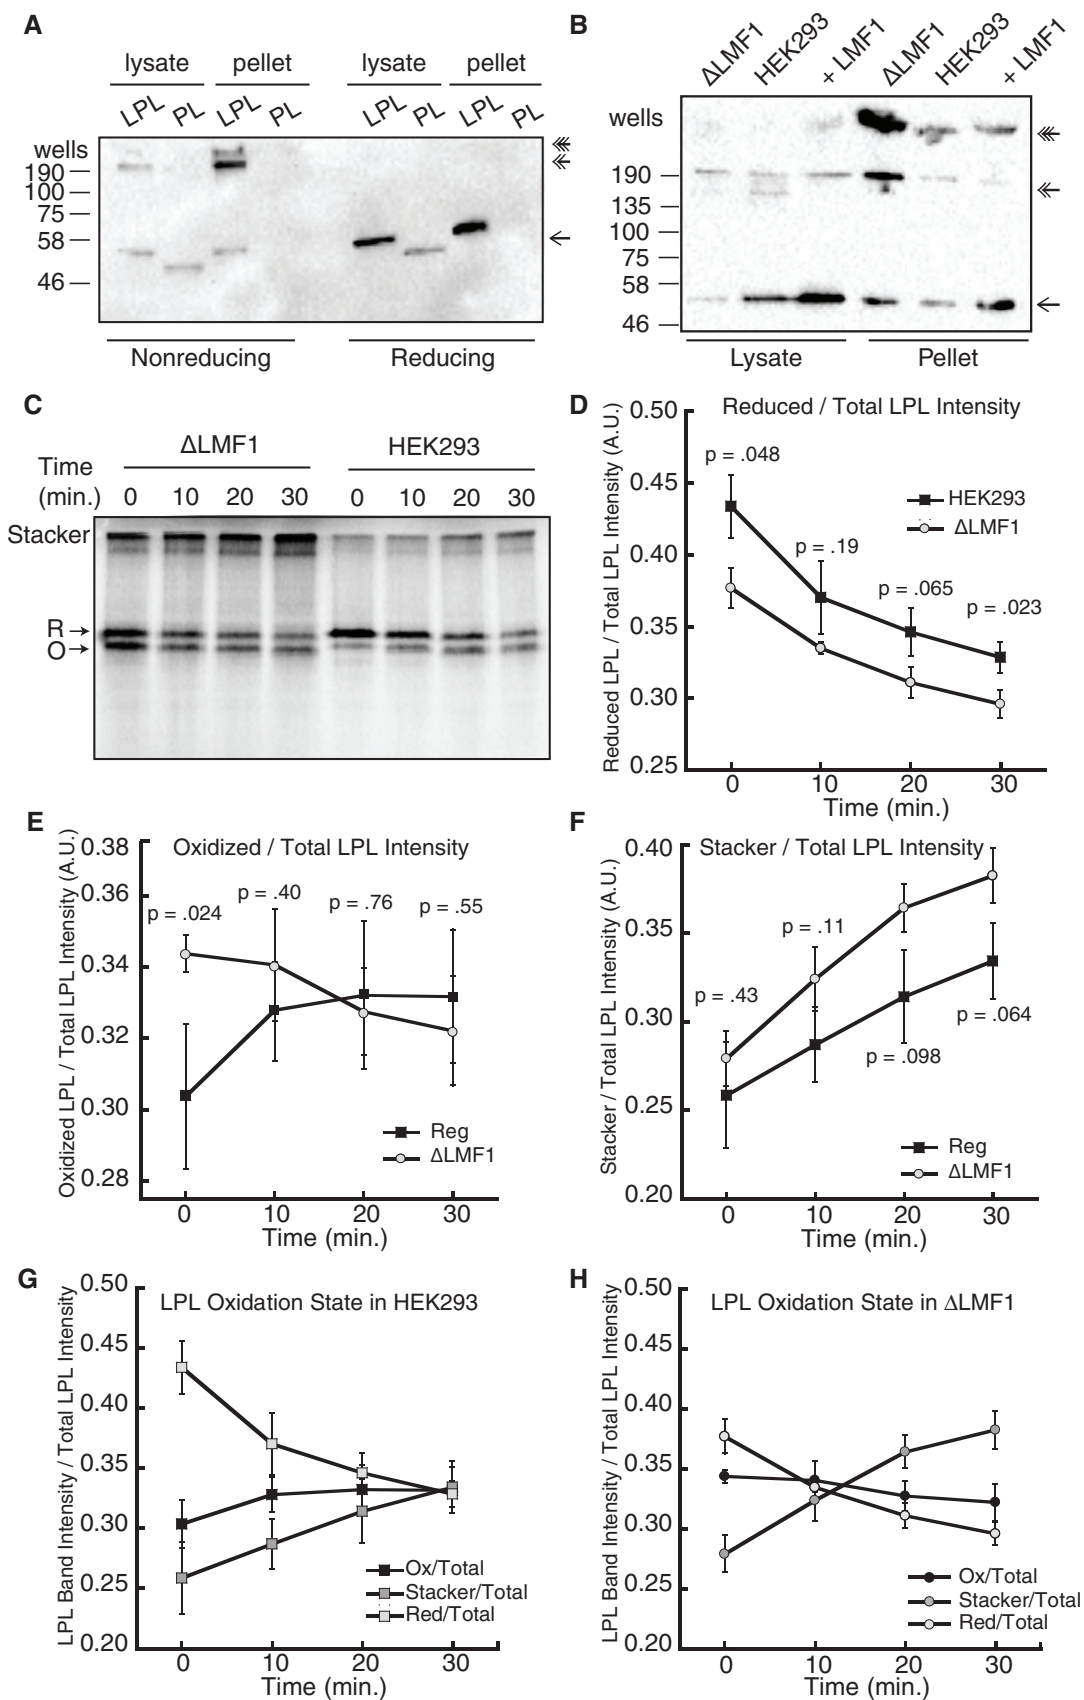 A
lysate pellet lysate pellet
LPL PL LPL PL LPL PL LPL PL
wells
190
100
75
58
46
Nonreducing Reducing
B
ΔLMF1 HEK293 + LMF1 ΔLMF1 HEK293 + LMF1
wells
190
135
100
75
58
46
Lysate Pellet
C
ΔLMF1 HEK293
Time
(min.) 0 10 20 30 0 10 20 30
Stacker
R
O
D
Reduced / Total LPL Intensity
Reduced LPL / Total LPL Intensity (A.U.)
0.50
0.45
0.40
0.35
0.30
0.25
p = .048
p = .19
p = .065
p = .023
HEK293
ΔLMF1
0 10 20 30
Time (min.)
E
Oxidized / Total LPL Intensity
Oxidized LPL / Total LPL Intensity (A.U.)
0.38
0.36
0.34
0.32
0.30
0.28
p = .024
p = .40
p = .76
p = .55
Reg
ΔLMF1
0 10 20 30
Time (min.)
F
Stacker / Total LPL Intensity
Stacker / Total LPL Intensity (A.U.)
0.40
0.35
0.30
0.25
0.20
p = .43
p = .11
p = .098
p = .064
Reg
ΔLMF1
0 10 20 30
Time (min.)
G
LPL Oxidation State in HEK293
LPL Band Intensity / Total LPL Intensity
0.50
0.45
0.40
0.35
0.30
0.25
0.20
Ox/Total
Stacker/Total
Red/Total
0 10 20 30
Time (min.)
H
LPL Oxidation State in ΔLMF1
LPL Band Intensity / Total LPL Intensity
0.50
0.45
0.40
0.35
0.30
0.25
0.20
Ox/Total
Stacker/Total
Red/Total
0 10 20 30
Time (min.)